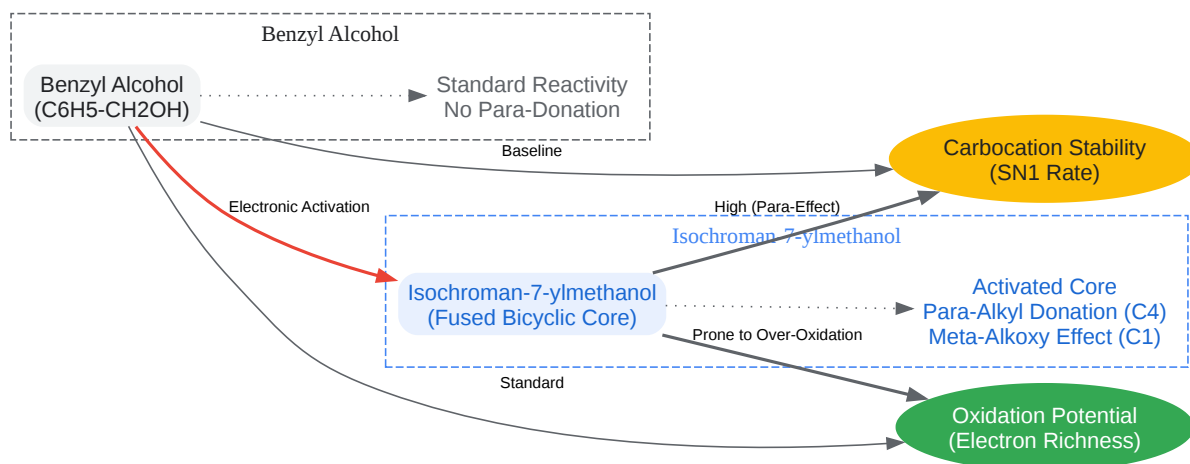 Benzyl Alcohol
Benzyl Alcohol
(C6H5-CH2OH)
Standard Reactivity
No Para-Donation
Baseline
Carbocation Stability
(SN1 Rate)
Electronic Activation
High (Para-Effect)
Isochroman-7-ylmethanol
Isochroman-7-ylmethanol
(Fused Bicyclic Core)
Activated Core
Para-Alkyl Donation (C4)
Meta-Alkoxy Effect (C1)
Prone to Over-Oxidation
Standard
Oxidation Potential
(Electron Richness)